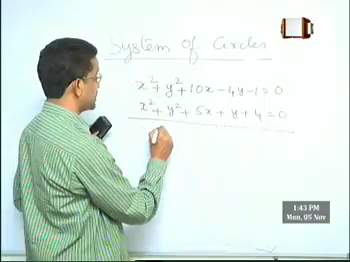 System of Circles
x² + y² + 10x - 4y - 1 = 0
x² + y² + 5x + y + 4 = 0
1:43 PM
Mon, 05 Nov